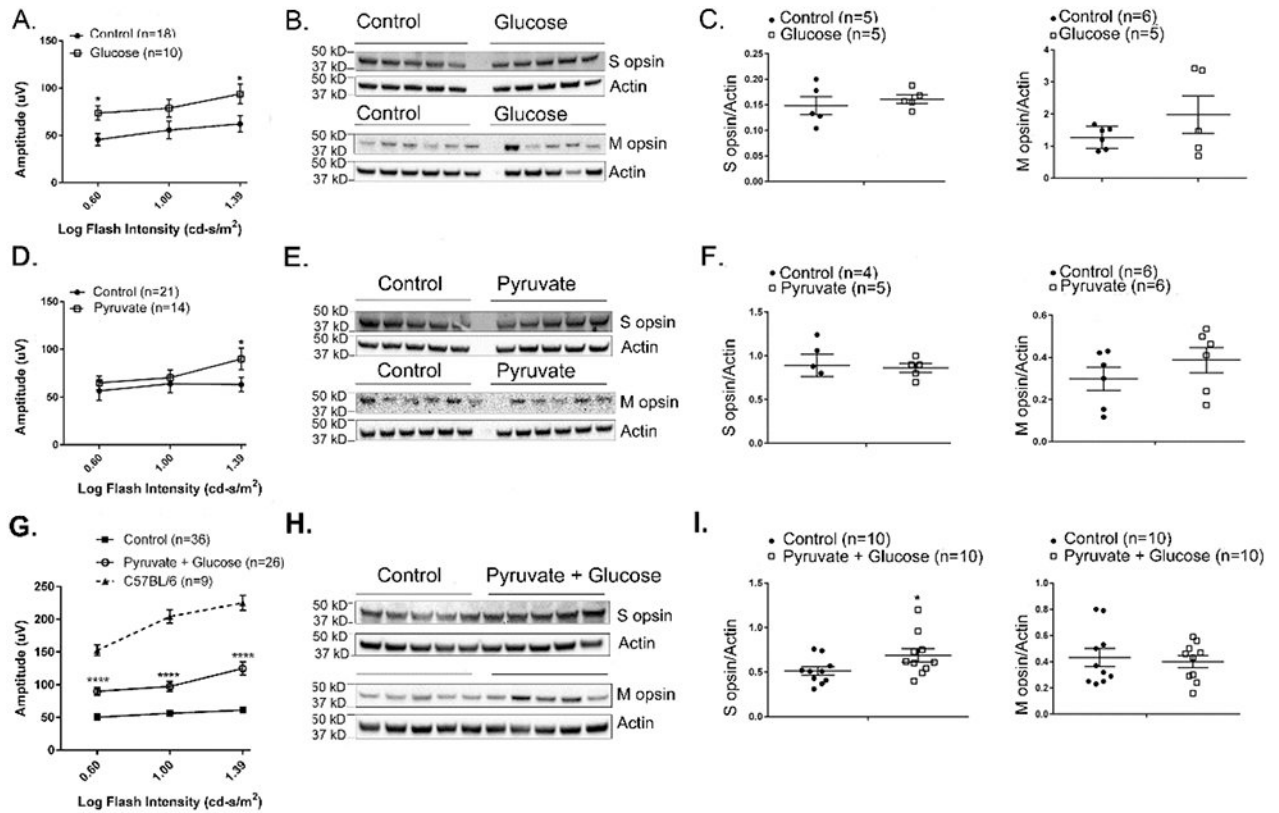 A.
Control (n=18)
Glucose (n=10)
Amplitude (uV)
100
50
0
*
*
0.60
1.00
1.39
Log Flash Intensity (cd-s/m²)
B.
Control Glucose
50 kD
37 kD
S opsin
50 kD
37 kD
Actin
Control Glucose
50 kD
37 kD
M opsin
50 kD
37 kD
Actin
C.
Control (n=5)
Glucose (n=5)
S opsin/Actin
0.25
0.20
0.15
0.10
0.05
0.00
Control (n=6)
Glucose (n=5)
M opsin/Actin
4
3
2
1
0
D.
Control (n=21)
Pyruvate (n=14)
Amplitude (uV)
150
100
50
0
*
0.60
1.00
1.39
Log Flash Intensity (cd-s/m²)
E.
Control Pyruvate
50 kD
37 kD
S opsin
50 kD
37 kD
Actin
Control Pyruvate
50 kD
37 kD
M opsin
50 kD
37 kD
Actin
F.
Control (n=4)
Pyruvate (n=5)
S opsin/Actin
1.5
1.0
0.5
0.0
Control (n=6)
Pyruvate (n=6)
M opsin/Actin
0.6
0.4
0.2
0.0
G.
Control (n=36)
Pyruvate + Glucose (n=26)
C57BL/6 (n=9)
Amplitude (uV)
250
200
150
100
50
0
****
****
****
0.60
1.00
1.39
Log Flash Intensity (cd-s/m²)
H.
Control Pyruvate + Glucose
50 kD
37 kD
S opsin
50 kD
37 kD
Actin
50 kD
37 kD
M opsin
50 kD
37 kD
Actin
I.
Control (n=10)
Pyruvate + Glucose (n=10)
S opsin/Actin
1.5
1.0
0.5
0.0
*
Control (n=10)
Pyruvate + Glucose (n=10)
M opsin/Actin
1.0
0.8
0.6
0.4
0.2
0.0